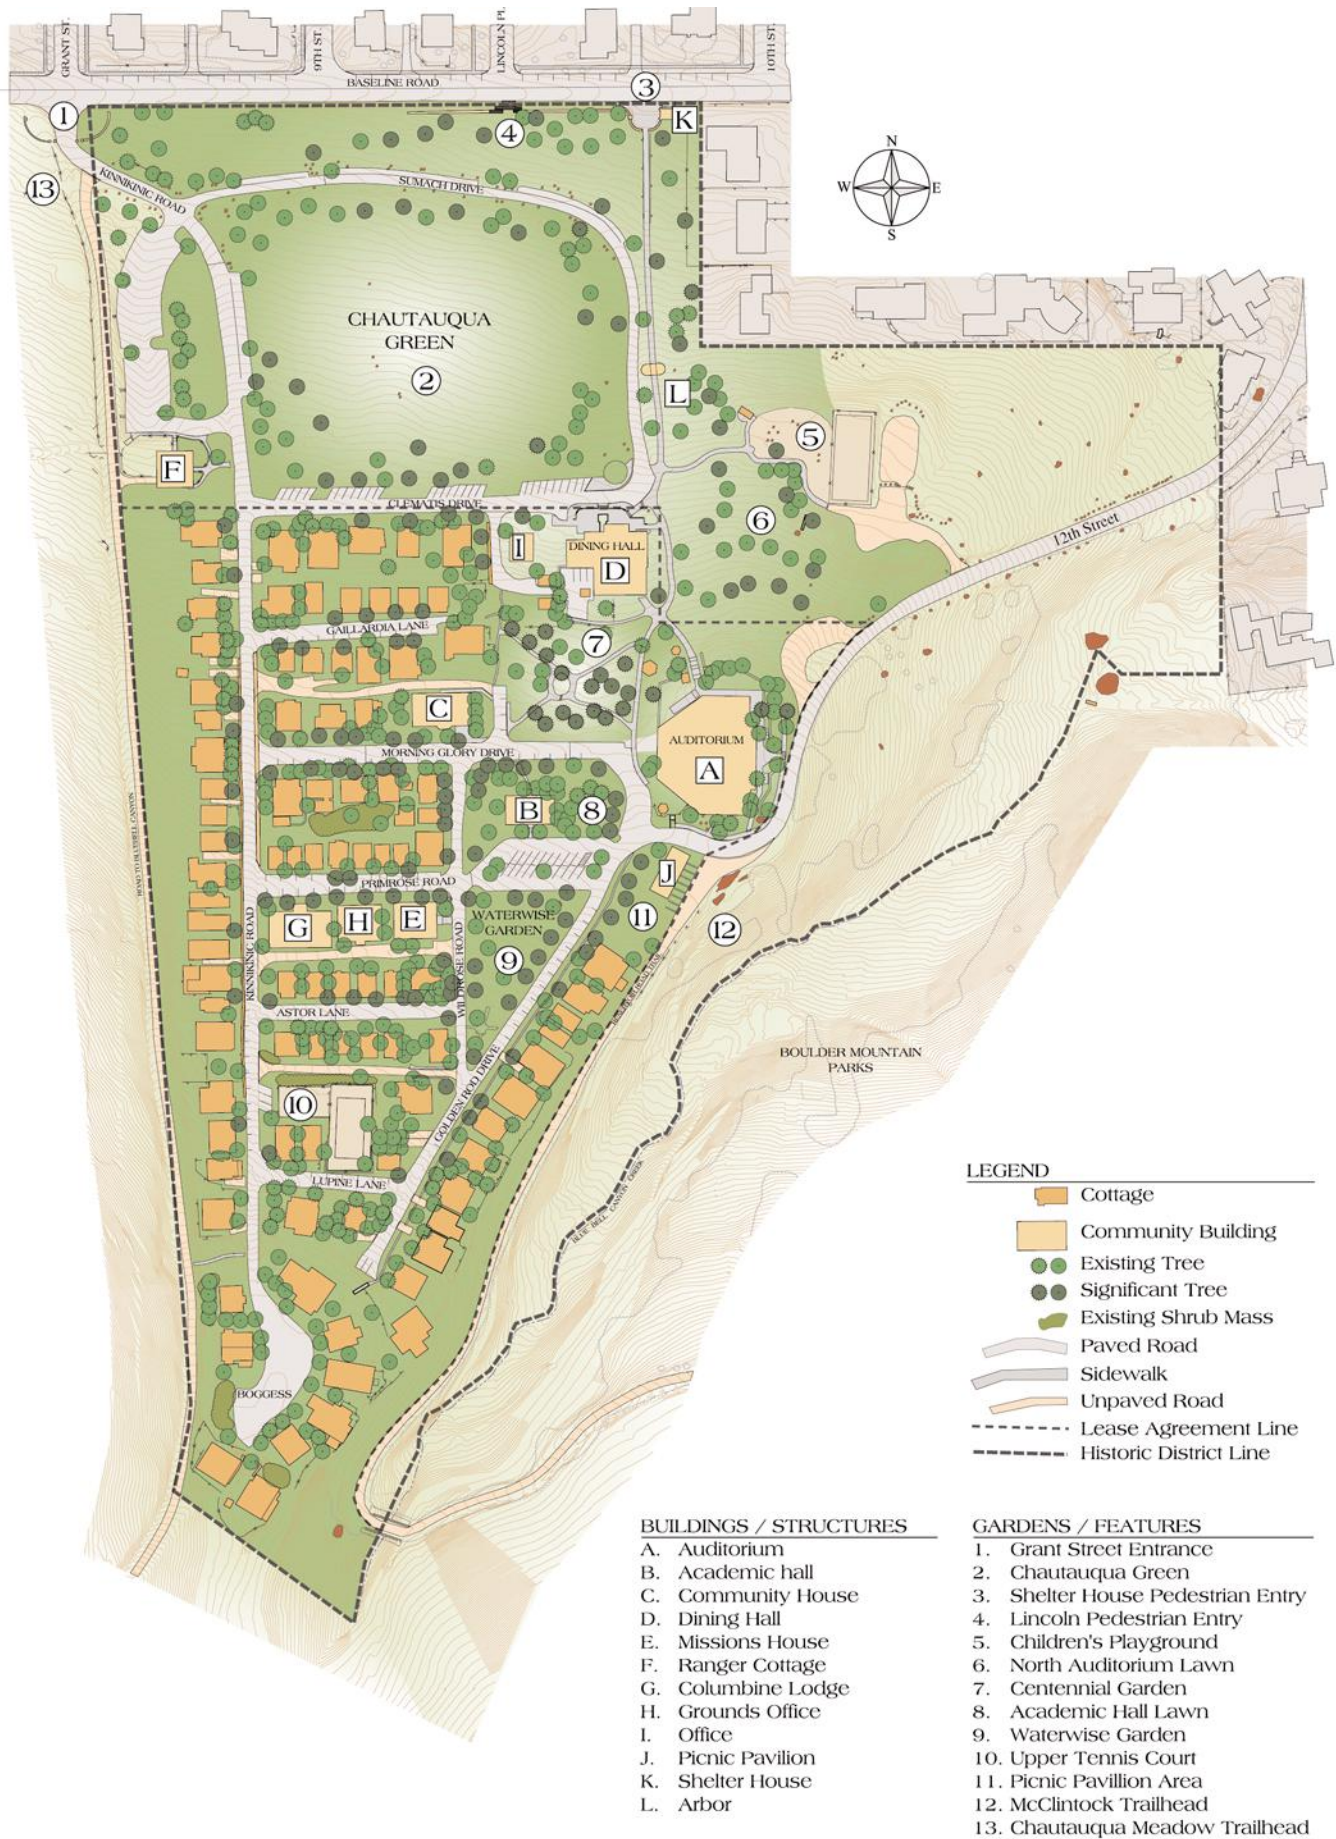 GRANT ST.
9TH ST.
LINCOLN PL.
10TH ST.
BASELINE ROAD
3
1
4
K
13
KINNIKINIC ROAD
SUMACH DRIVE
N
W
E
S
CHAUTAUQUA
GREEN
2
L
5
F
CLEMATIS DRIVE
6
12th Street
I
DINING HALL
D
GAILLARDIA LANE
7
C
MORNING GLORY DRIVE
AUDITORIUM
A
ROAD TO BLUEBELL CANYON
B
8
J
PRIMROSE ROAD
G
H
E
WATERWISE
GARDEN
9
11
12
KINNIKINIC ROAD
WILDROSE ROAD
ASTOR LANE
BOULDER MOUNTAIN
PARKS
10
GOLDEN ROD DRIVE
LUPINE LANE
BLUE BELL CANYON CREEK
BOGGESS
LEGEND
Cottage
Community Building
Existing Tree
Significant Tree
Existing Shrub Mass
Paved Road
Sidewalk
Unpaved Road
Lease Agreement Line
Historic District Line
BUILDINGS / STRUCTURES
A. Auditorium
B. Academic hall
C. Community House
D. Dining Hall
E. Missions House
F. Ranger Cottage
G. Columbine Lodge
H. Grounds Office
I. Office
J. Picnic Pavilion
K. Shelter House
L. Arbor
GARDENS / FEATURES
1. Grant Street Entrance
2. Chautauqua Green
3. Shelter House Pedestrian Entry
4. Lincoln Pedestrian Entry
5. Children's Playground
6. North Auditorium Lawn
7. Centennial Garden
8. Academic Hall Lawn
9. Waterwise Garden
10. Upper Tennis Court
11. Picnic Pavillion Area
12. McClintock Trailhead
13. Chautauqua Meadow Trailhead